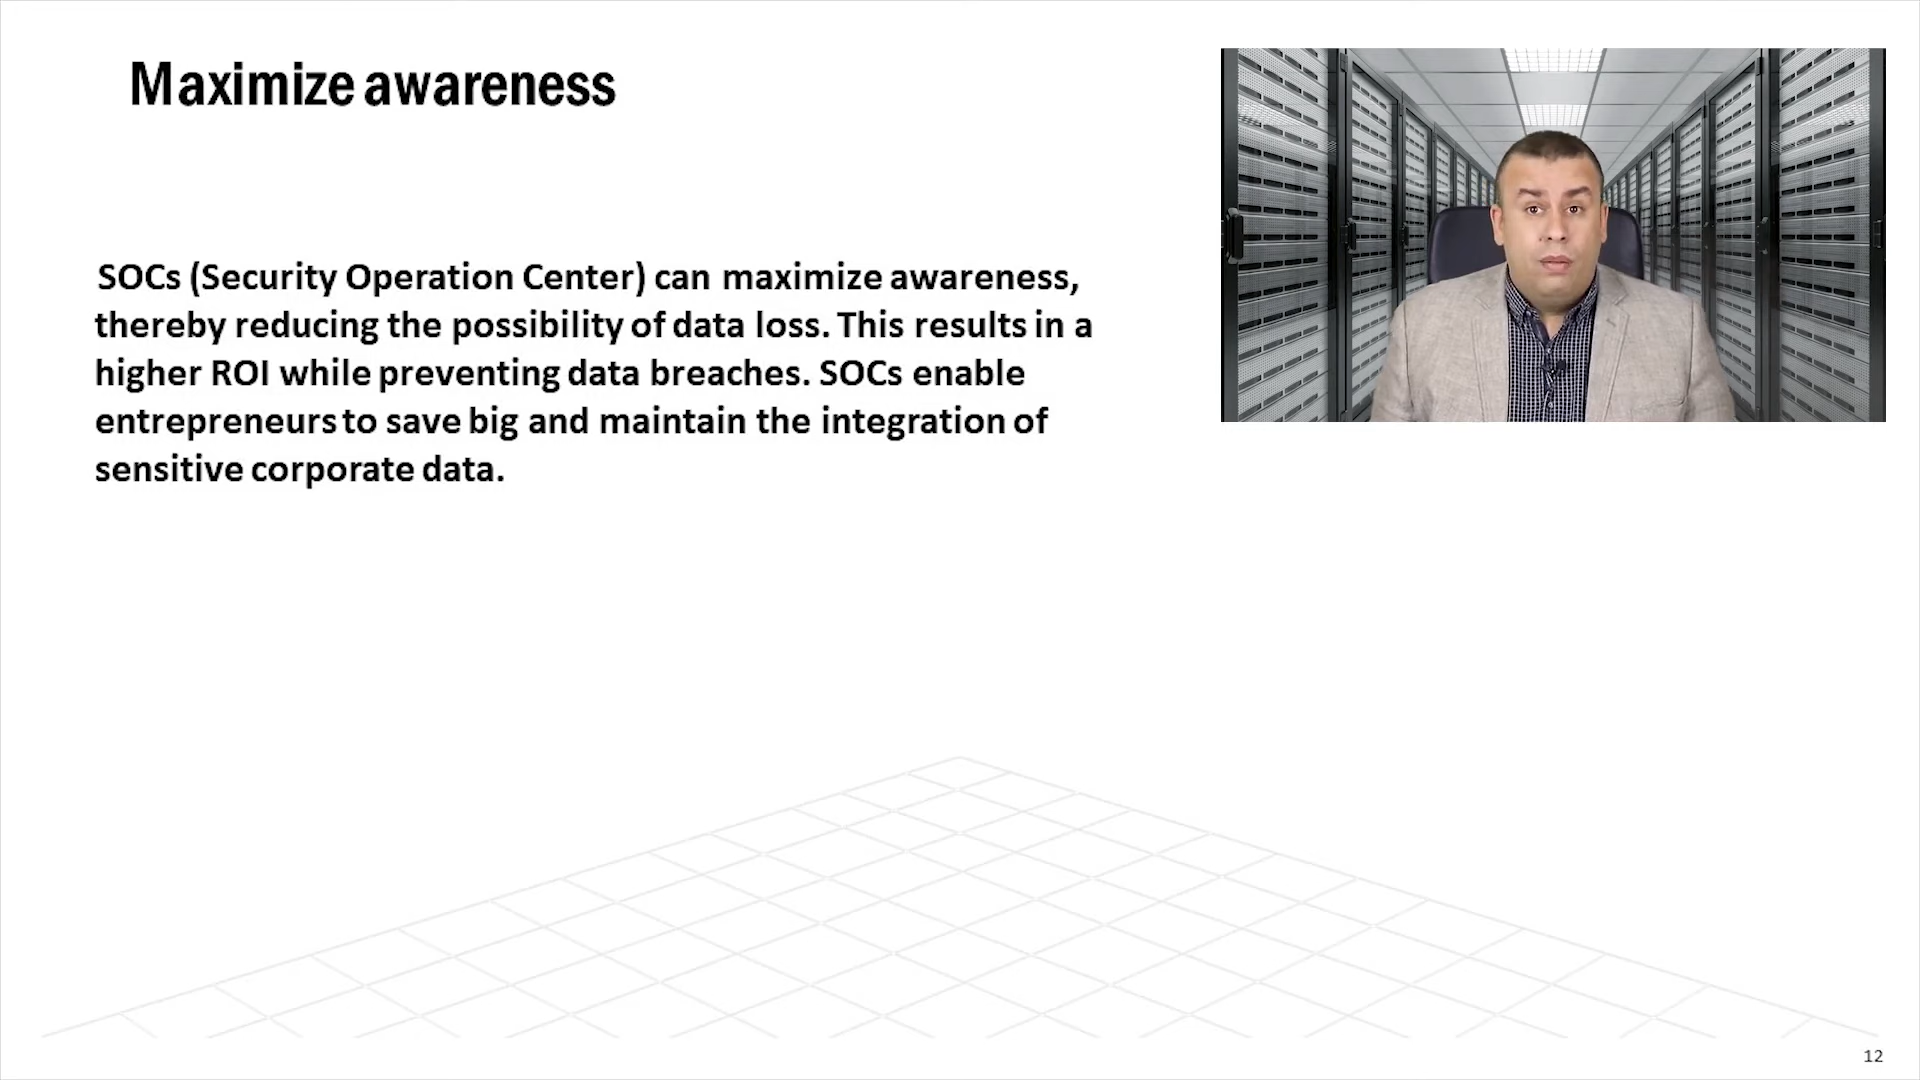 Maximize awareness
SOCs (Security Operation Center) can maximize awareness,
thereby reducing the possibility of data loss. This results in a
higher ROI while preventing data breaches. SOCs enable
entrepreneurs to save big and maintain the integration of
sensitive corporate data.
12